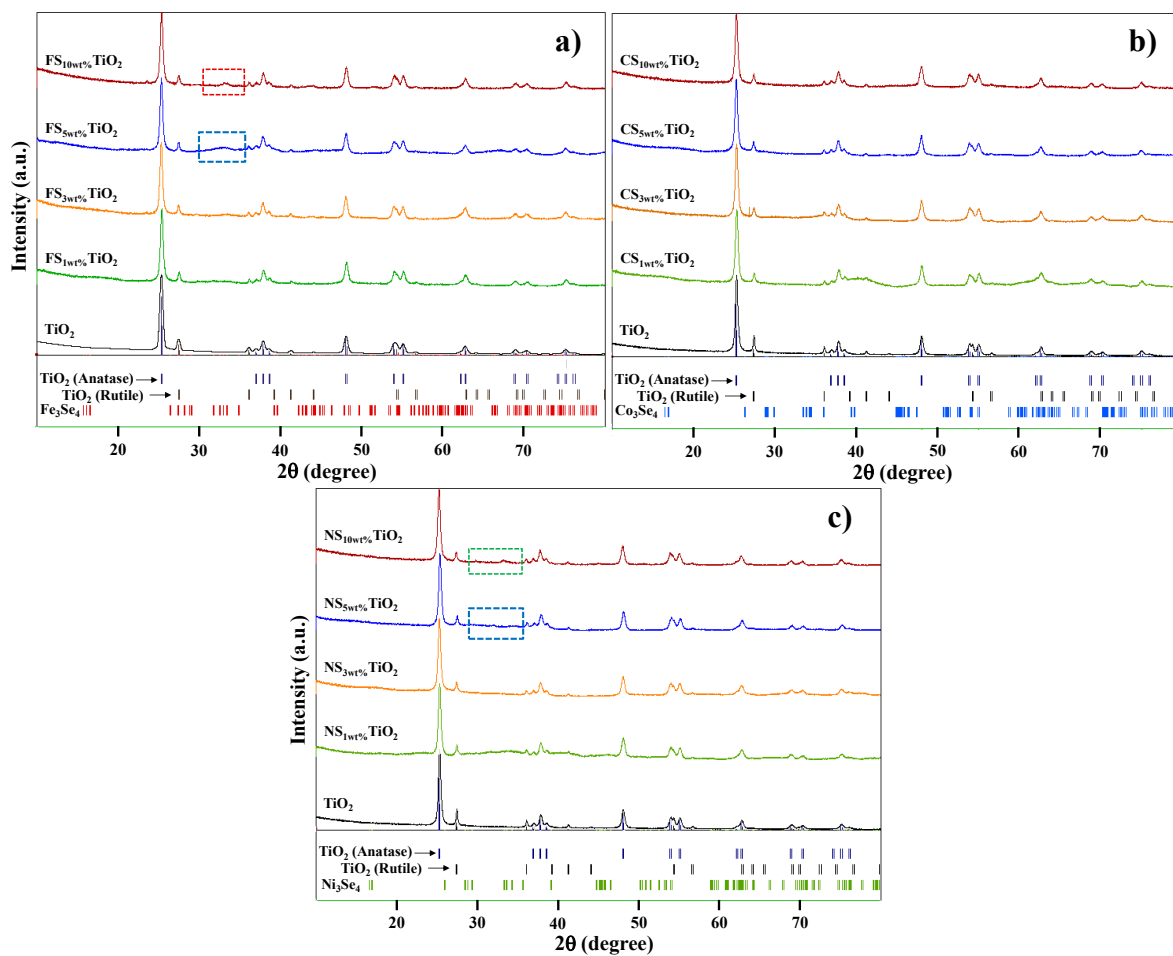 a)
FS10wt%TiO2
FS5wt%TiO2
FS3wt%TiO2
FS1wt%TiO2
TiO2
Intensity (a.u.)
TiO2 (Anatase)
TiO2 (Rutile)
Fe3Se4
20 30 40 50 60 70
2θ (degree)
b)
CS10wt%TiO2
CS5wt%TiO2
CS3wt%TiO2
CS1wt%TiO2
TiO2
Intensity (a.u.)
TiO2 (Anatase)
TiO2 (Rutile)
Co3Se4
20 30 40 50 60 70
2θ (degree)
c)
NS10wt%TiO2
NS5wt%TiO2
NS3wt%TiO2
NS1wt%TiO2
TiO2
Intensity (a.u.)
TiO2 (Anatase)
TiO2 (Rutile)
Ni3Se4
20 30 40 50 60 70
2θ (degree)